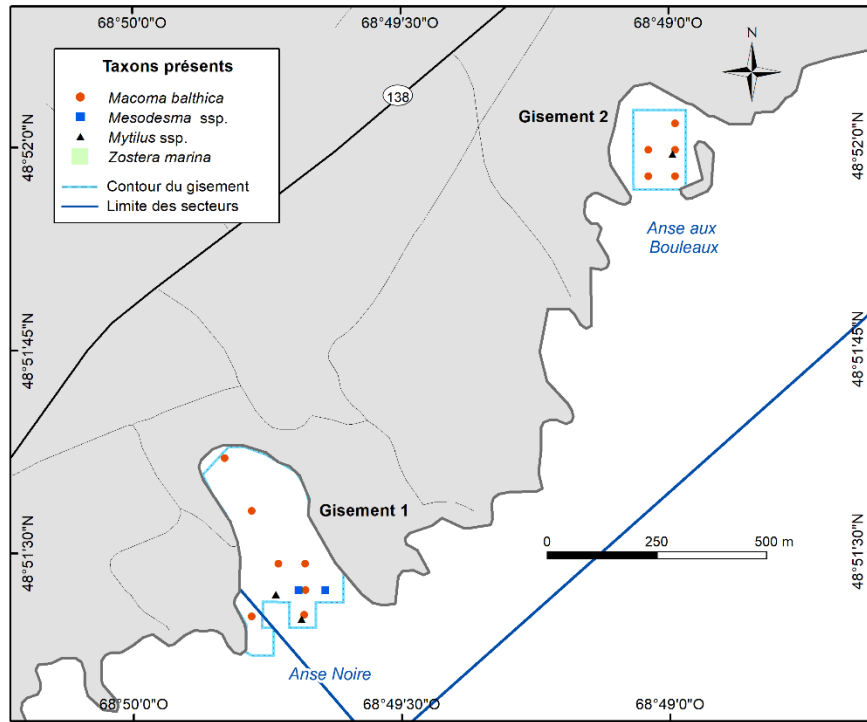 68°50'0"O
68°49'30"O
68°49'0"O
N
Taxons présents
Macoma balthica
Mesodesma ssp.
Mytilus ssp.
Zostera marina
Contour du gisement
Limite des secteurs
138
Gisement 2
48°52'0"N
48°52'0"N
Anse aux
Bouleaux
48°51'45"N
48°51'45"N
Gisement 1
0 250 500 m
48°51'30"N
48°51'30"N
Anse Noire
68°50'0"O
68°49'30"O
68°49'0"O